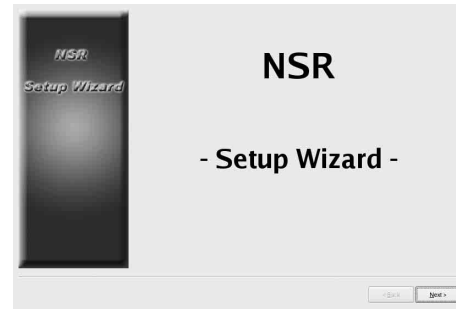 NSR
Setup Wizard
NSR
- Setup Wizard -
< Back
Next >